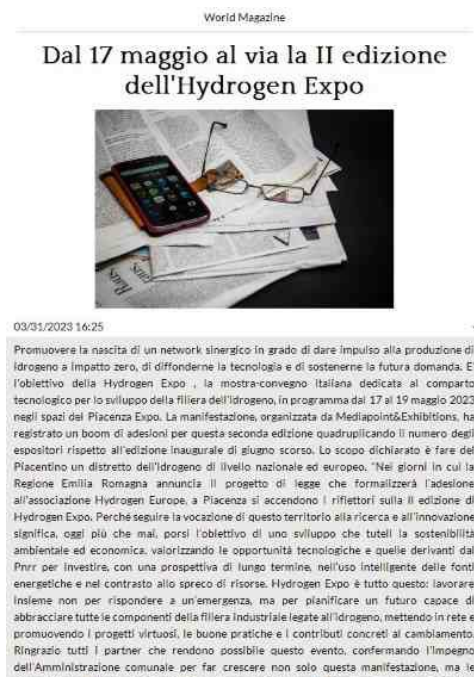 World Magazine
Dal 17 maggio al via la II edizione
dell'Hydrogen Expo
03/31/2023 16:25
Promuovere la nascita di un network sinergico in grado di dare impulso alla produzione di
idrogeno a impatto zero, di diffonderne la tecnologia e di sostenerne la futura domanda. E'
l'obiettivo della Hydrogen Expo , la mostra-convegno italiana dedicata al comparto
tecnologico per lo sviluppo della filiera dell'idrogeno, in programma dal 17 al 19 maggio 2023
negli spazi del Piacenza Expo. La manifestazione, organizzata da Mediapoint&Exhibitions, ha
registrato un boom di adesioni per questa seconda edizione quadruplicando il numero degli
espositori rispetto all'edizione inaugurale di giugno scorso. Lo scopo dichiarato è fare del
Piacentino un distretto dell'idrogeno di livello nazionale ed europeo. "Nei giorni in cui la
Regione Emilia Romagna annuncia il progetto di legge che formalizzerà l'adesione
all'associazione Hydrogen Europe, a Piacenza si accendono i riflettori sulla II edizione di
Hydrogen Expo. Perché seguire la vocazione di questo territorio alla ricerca e all'innovazione
significa, oggi più che mai, porsi l'obiettivo di uno sviluppo che tuteli la sostenibilità
ambientale ed economica, valorizzando le opportunità tecnologiche e quelle derivanti dal
Pnrr per investire, con una prospettiva di lungo termine, nell'uso intelligente delle fonti
energetiche e nel contrasto allo spreco di risorse. Hydrogen Expo è tutto questo: lavorare
insieme non per rispondere a un'emergenza, ma per pianificare un futuro capace di
abbracciare tutte le componenti della filiera industriale legate all'idrogeno, mettendo in rete e
promuovendo i progetti virtuosi, le buone pratiche e i contributi concreti al cambiamento.
Ringrazio tutti i partner che rendono possibile questo evento, confermando l'impegno
dell'Amministrazione comunale per far crescere non solo questa manifestazione, ma le